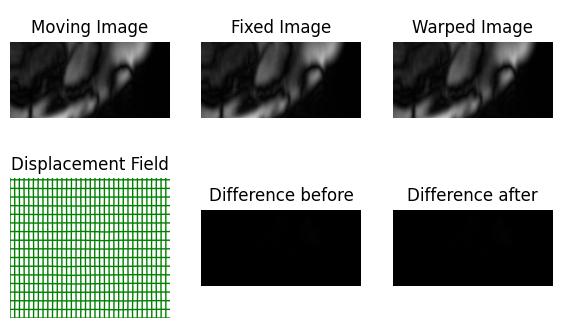 Moving Image
Fixed Image
Warped Image
Displacement Field
Difference before
Difference after